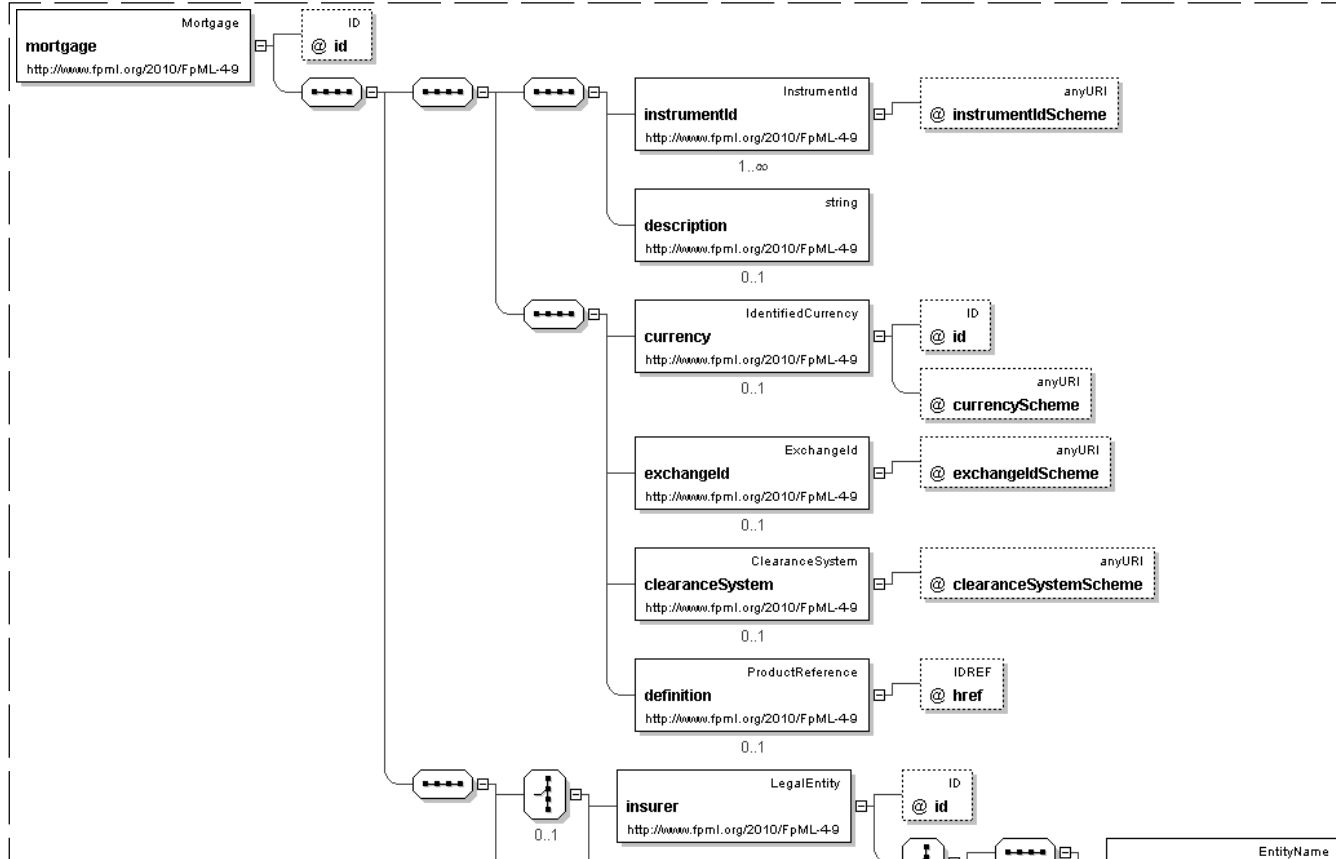 Mortgage
mortgage
http://www.fpml.org/2010/FpML-4-9
ID
@ id
InstrumentId
instrumentId
http://www.fpml.org/2010/FpML-4-9
1..∞
anyURI
@ instrumentIdScheme
string
description
http://www.fpml.org/2010/FpML-4-9
0..1
IdentifiedCurrency
currency
http://www.fpml.org/2010/FpML-4-9
0..1
ID
@ id
anyURI
@ currencyScheme
ExchangeId
exchangeId
http://www.fpml.org/2010/FpML-4-9
0..1
anyURI
@ exchangeIdScheme
ClearanceSystem
clearanceSystem
http://www.fpml.org/2010/FpML-4-9
0..1
anyURI
@ clearanceSystemScheme
ProductReference
definition
http://www.fpml.org/2010/FpML-4-9
0..1
IDREF
@ href
0..1
LegalEntity
insurer
http://www.fpml.org/2010/FpML-4-9
ID
@ id
EntityName